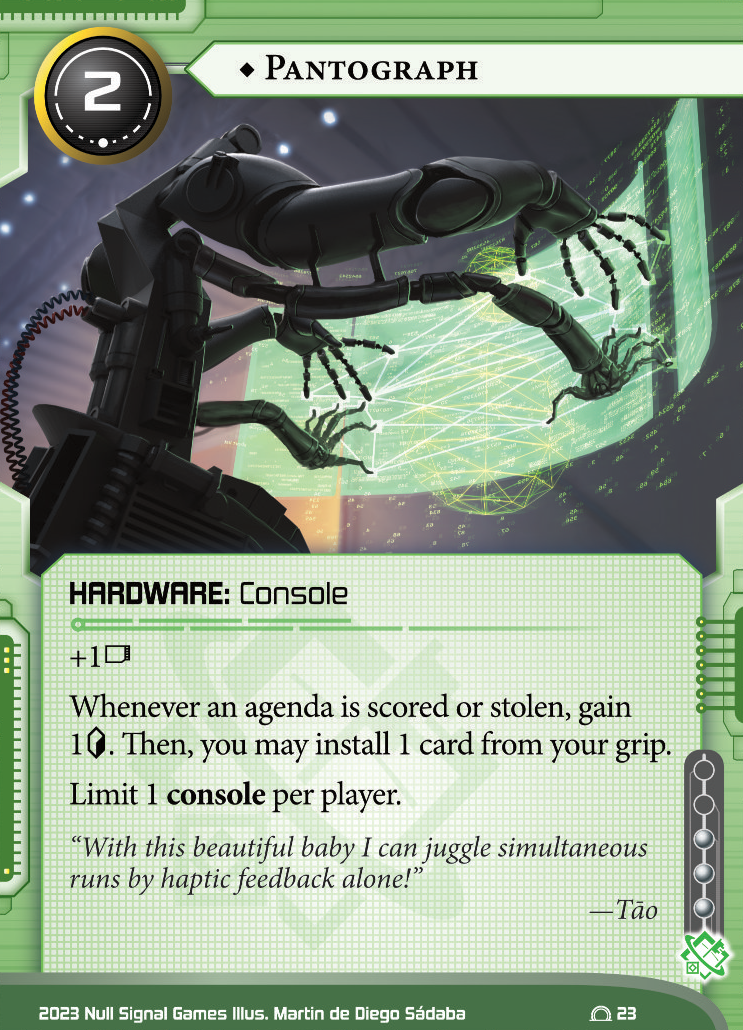 2
◆ Pantograph
HARDWARE: Console
+1
Whenever an agenda is scored or stolen, gain
1. Then, you may install 1 card from your grip.
Limit 1 console per player.
“With this beautiful baby I can juggle simultaneous
runs by haptic feedback alone!”
—Tāo
2023 Null Signal Games Illus. Martin de Diego Sádaba
23